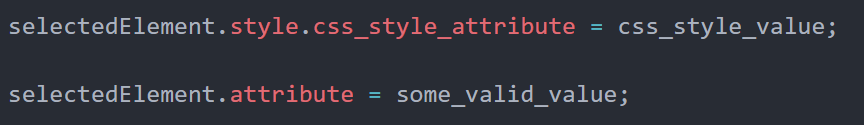 selectedElement.style.css_style_attribute = css_style_value;
selectedElement.attribute = some_valid_value;